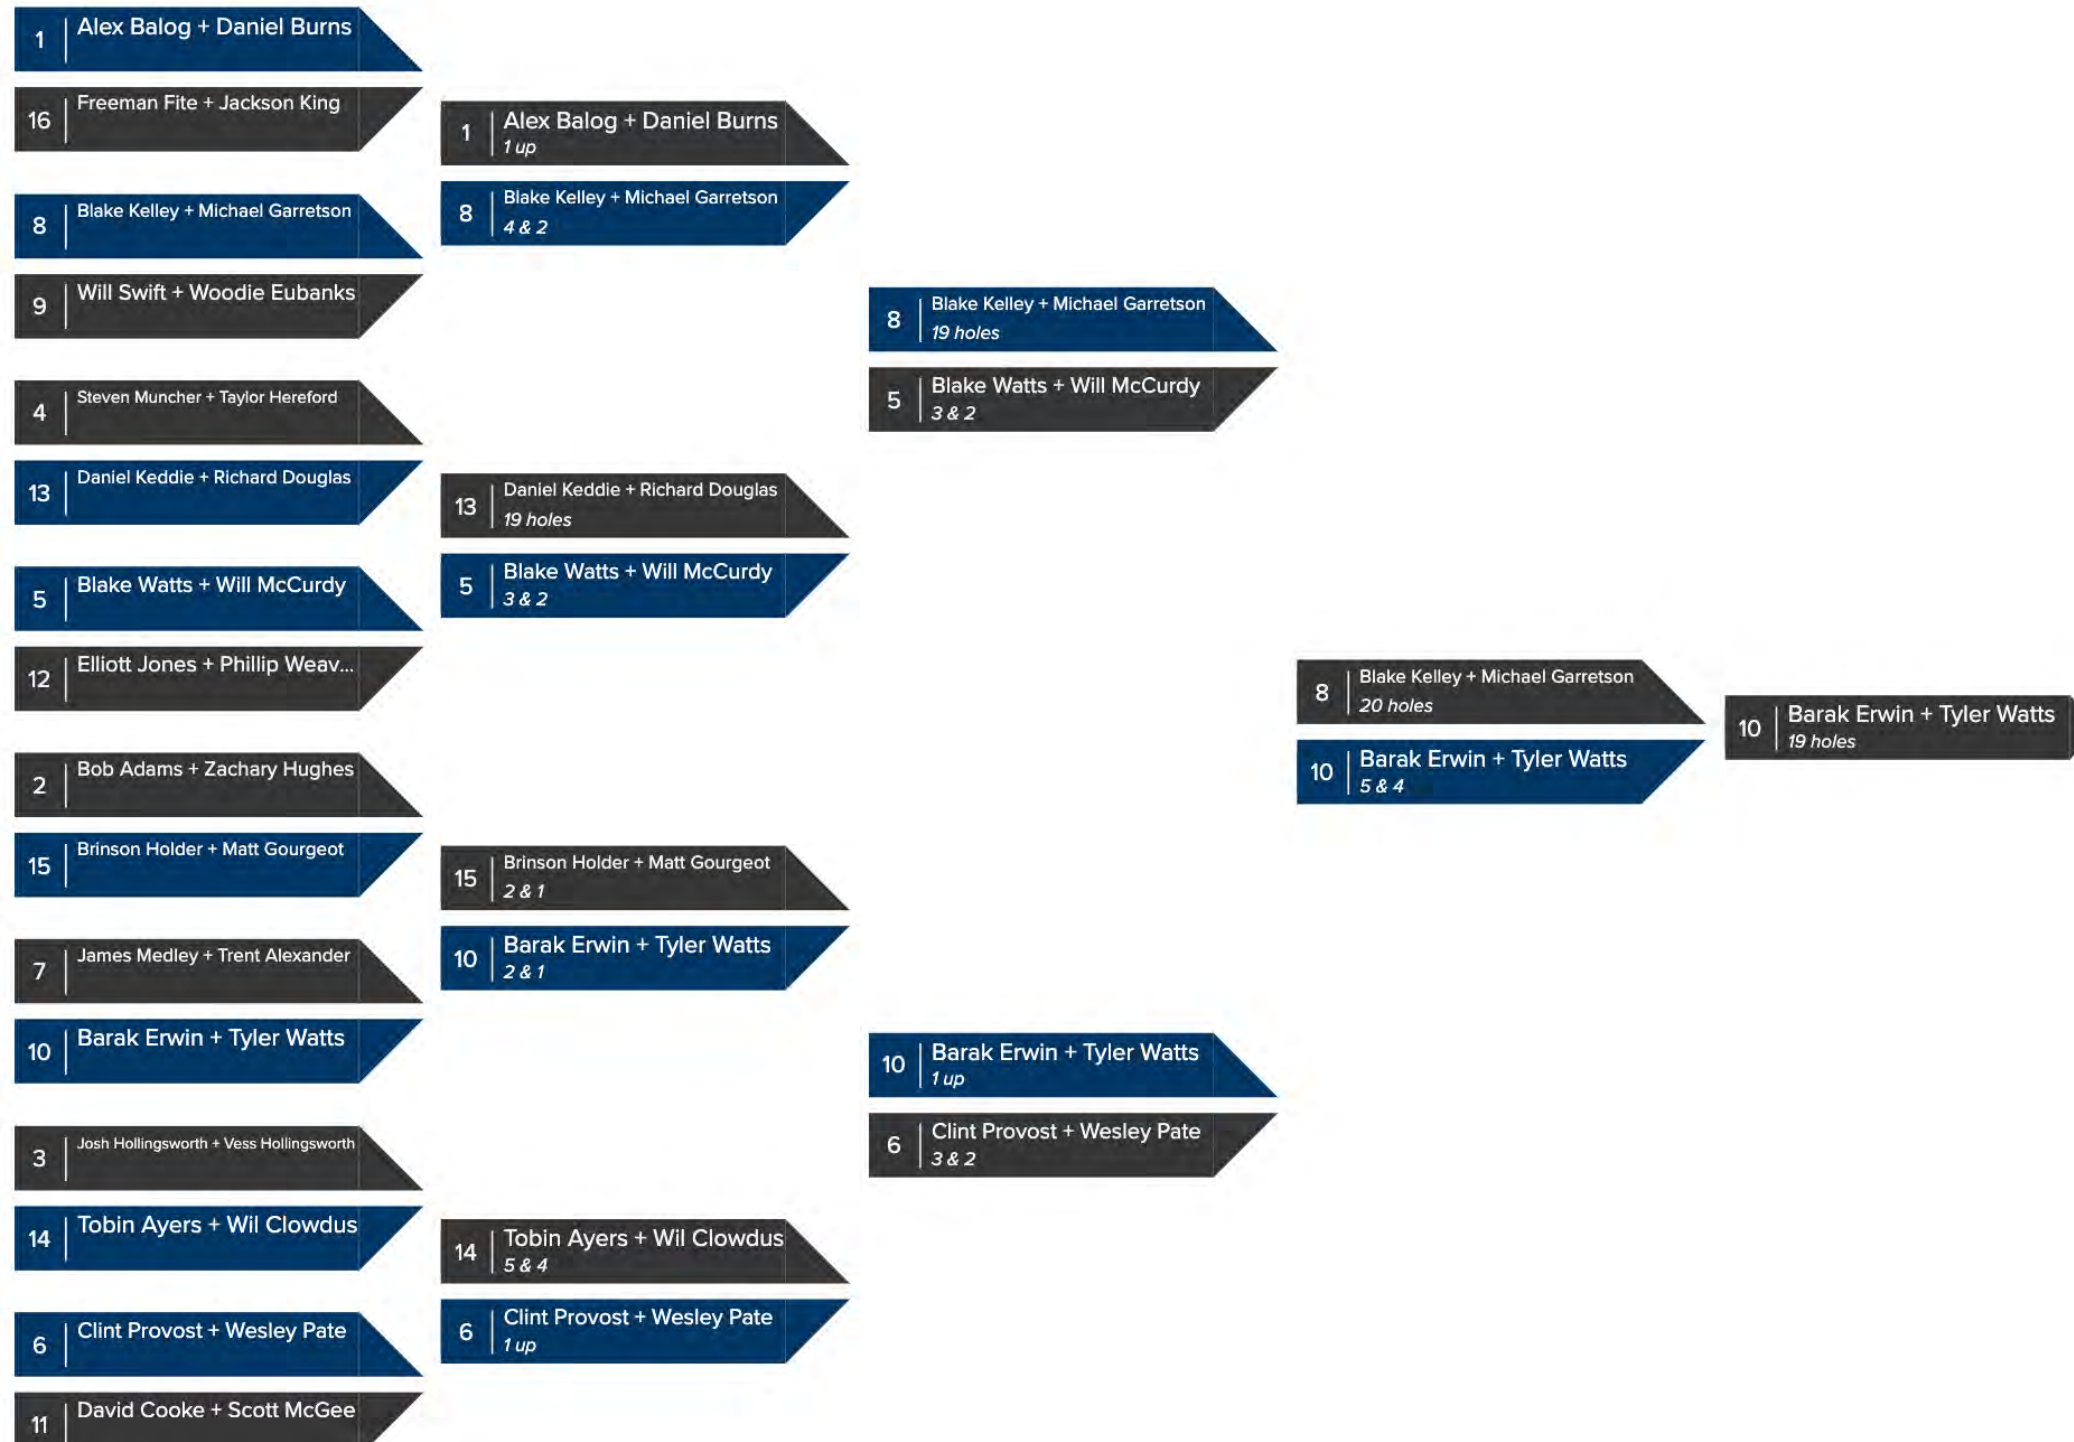 1
Alex Balog + Daniel Burns
16
Freeman Fite + Jackson King
8
Blake Kelley + Michael Garretson
9
Will Swift + Woodie Eubanks
4
Steven Muncher + Taylor Hereford
13
Daniel Keddie + Richard Douglas
5
Blake Watts + Will McCurdy
12
Elliott Jones + Phillip Weav...
2
Bob Adams + Zachary Hughes
15
Brinson Holder + Matt Gourgeot
7
James Medley + Trent Alexander
10
Barak Erwin + Tyler Watts
3
Josh Hollingsworth + Vess Hollingsworth
14
Tobin Ayers + Wil Clowdus
6
Clint Provost + Wesley Pate
11
David Cooke + Scott McGee
1
Alex Balog + Daniel Burns
1 up
8
Blake Kelley + Michael Garretson
4 & 2
13
Daniel Keddie + Richard Douglas
19 holes
5
Blake Watts + Will McCurdy
3 & 2
15
Brinson Holder + Matt Gourgeot
2 & 1
10
Barak Erwin + Tyler Watts
2 & 1
14
Tobin Ayers + Wil Clowdus
5 & 4
6
Clint Provost + Wesley Pate
1 up
8
Blake Kelley + Michael Garretson
19 holes
5
Blake Watts + Will McCurdy
3 & 2
10
Barak Erwin + Tyler Watts
1 up
6
Clint Provost + Wesley Pate
3 & 2
8
Blake Kelley + Michael Garretson
20 holes
10
Barak Erwin + Tyler Watts
5 & 4
10
Barak Erwin + Tyler Watts
19 holes